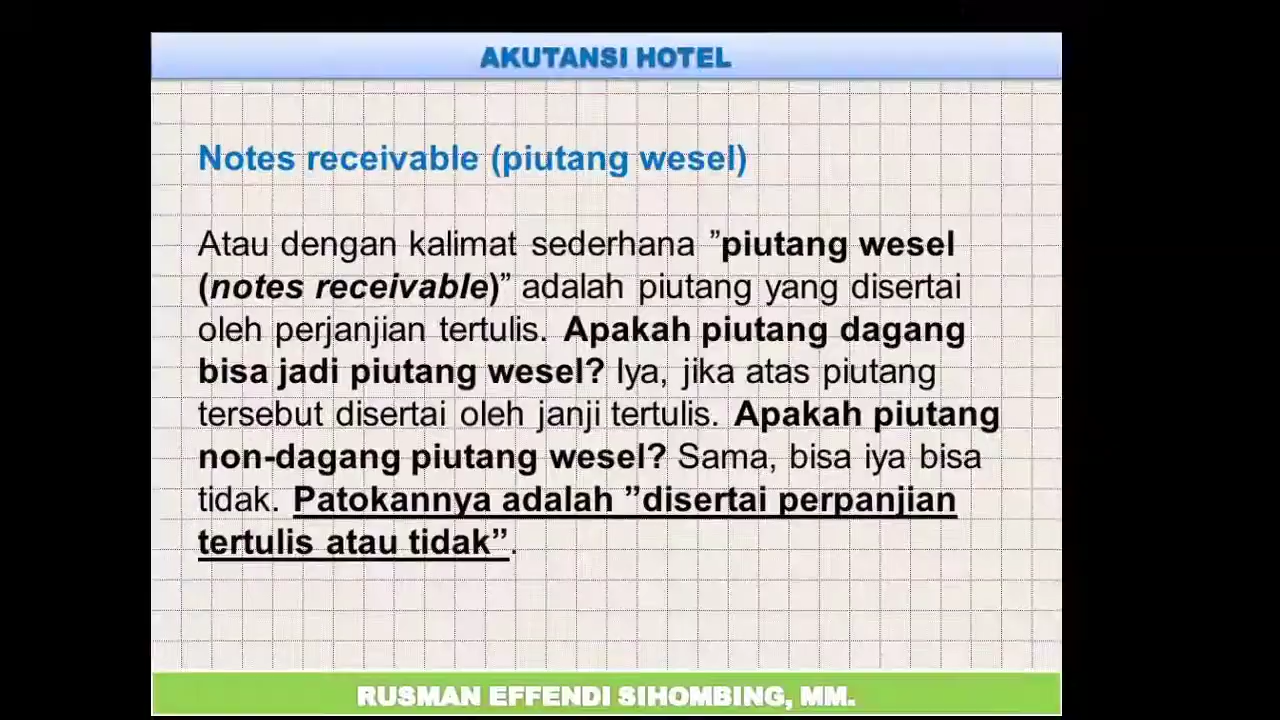 AKUTANSI HOTEL
Notes receivable (piutang wesel)
Atau dengan kalimat sederhana ”piutang wesel
(notes receivable)” adalah piutang yang disertai
oleh perjanjian tertulis. Apakah piutang dagang
bisa jadi piutang wesel? Iya, jika atas piutang
tersebut disertai oleh janji tertulis. Apakah piutang
non-dagang piutang wesel? Sama, bisa iya bisa
tidak. Patokannya adalah ”disertai perpanjian
tertulis atau tidak”.
RUSMAN EFFENDI SIHOMBING, MM.